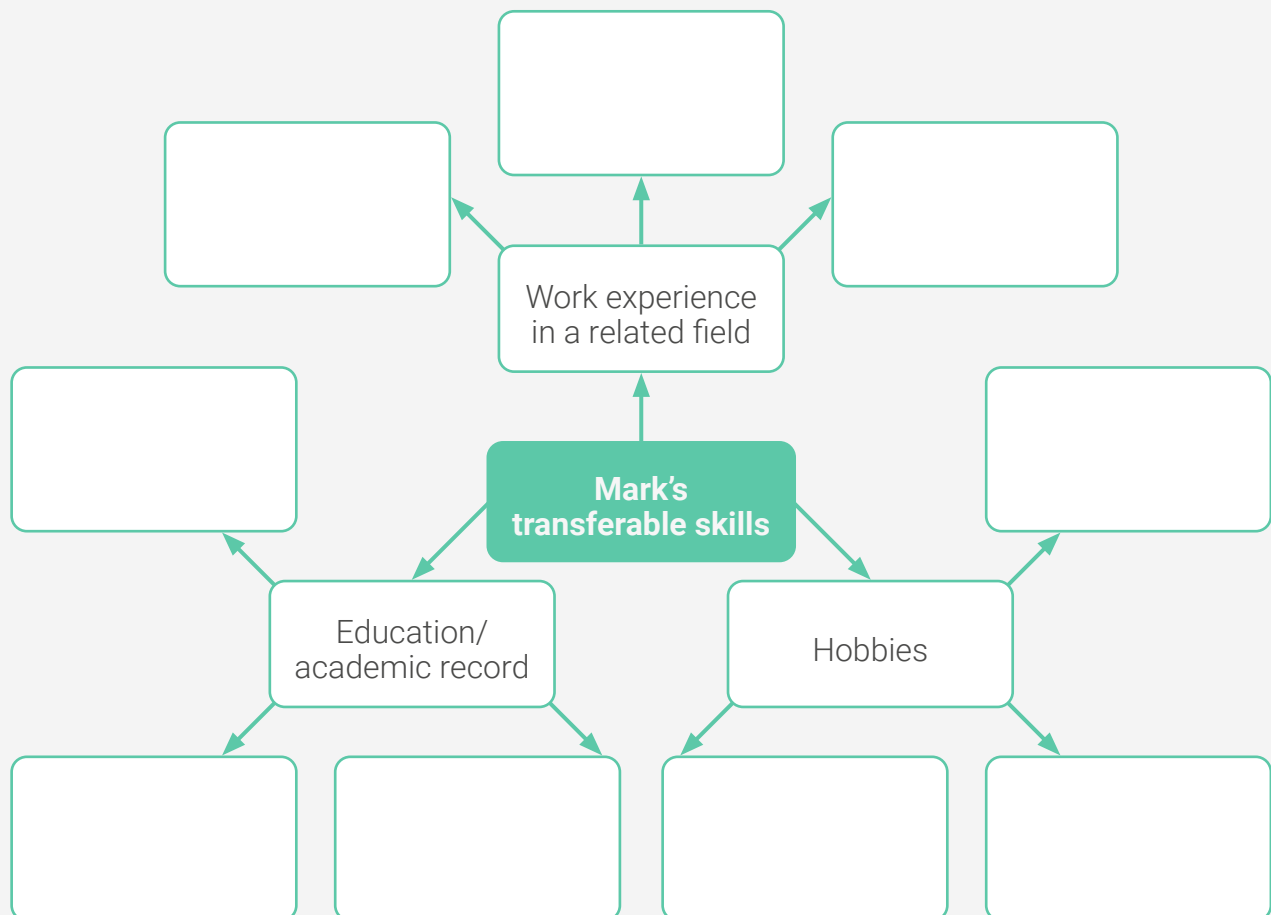 Work experience
in a related field
Mark’s
transferable skills
Education/
academic record
Hobbies